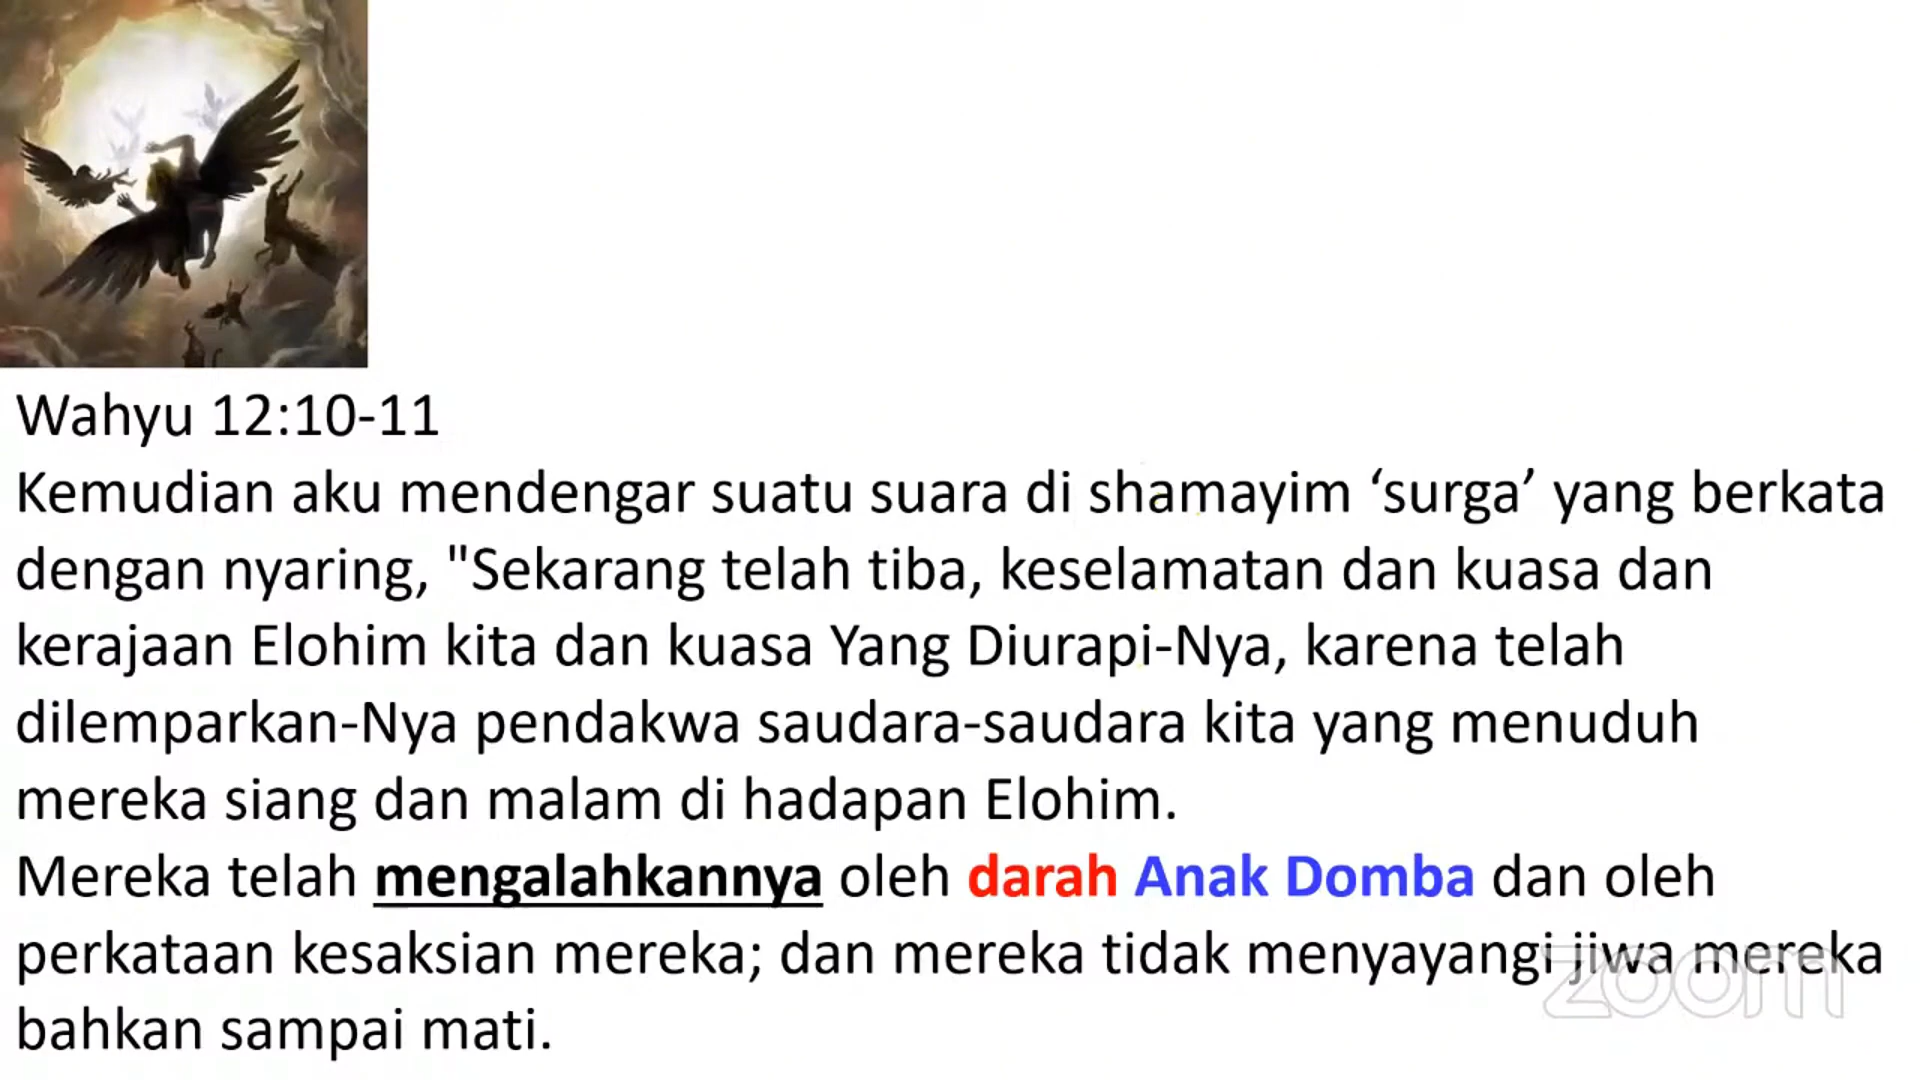 Wahyu 12:10-11
Kemudian aku mendengar suatu suara di shamayim ‘surga’ yang berkata
dengan nyaring, "Sekarang telah tiba, keselamatan dan kuasa dan
kerajaan Elohim kita dan kuasa Yang Diurapi-Nya, karena telah
dilemparkan-Nya pendakwa saudara-saudara kita yang menuduh
mereka siang dan malam di hadapan Elohim.
Mereka telah mengalahkannya oleh darah Anak Domba dan oleh
perkataan kesaksian mereka; dan mereka tidak menyayangi jiwa mereka
bahkan sampai mati.
zoom